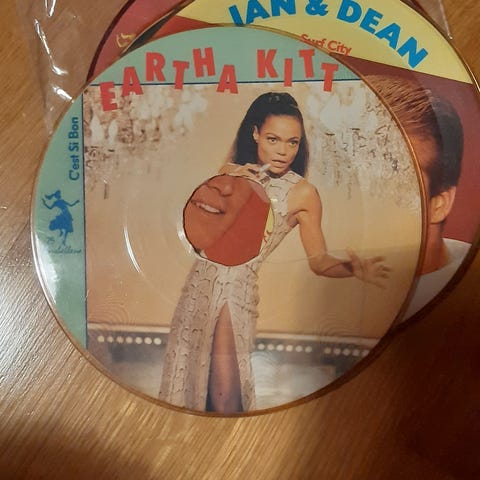 JAN & DEAN
Surf City
EARTHA KITT
C'est Si Bon